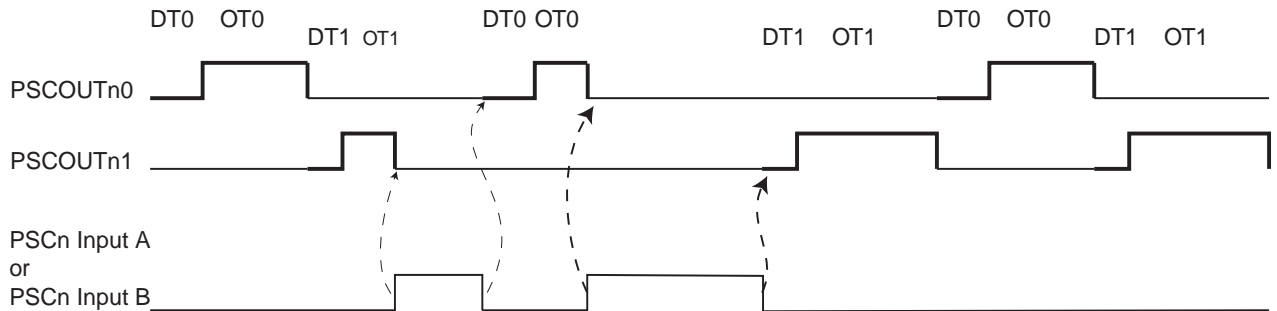 DT0 OT0 DT0 OT0 DT0 OT0
DT1 OT1 DT1 OT1 DT1 OT1
PSCOUTn0
PSCOUTn1
PSCn Input A
or
PSCn Input B